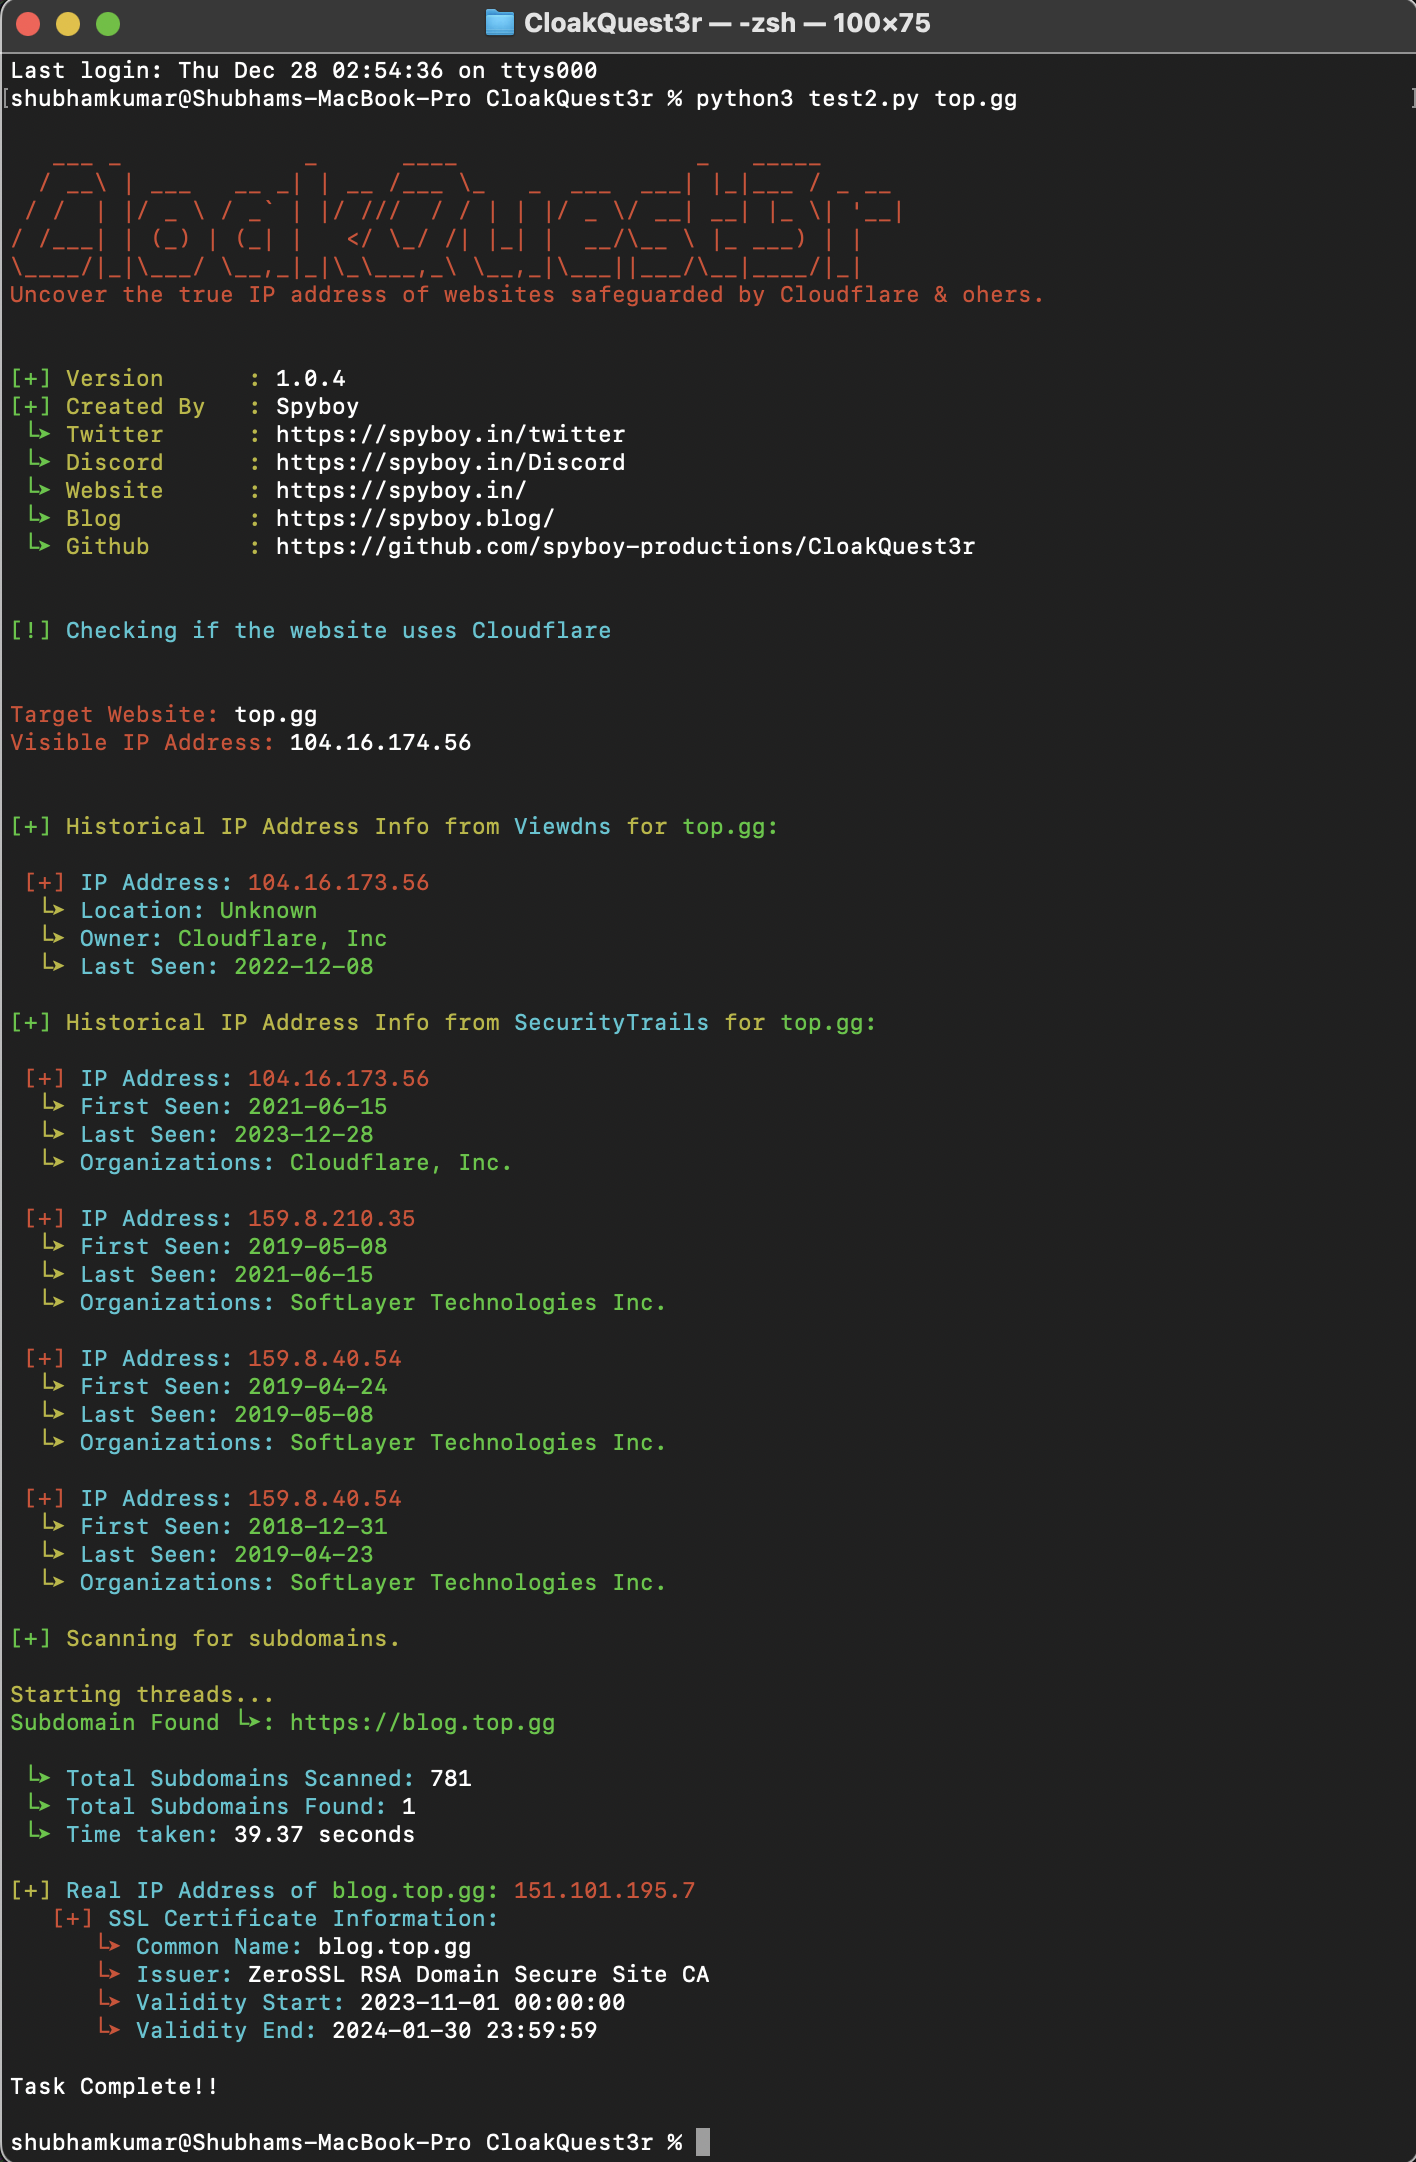 CloakQuest3r — -zsh — 100×75
Last login: Thu Dec 28 02:54:36 on ttys000
[shubhamkumar@Shubhams-MacBook-Pro CloakQuest3r % python3 test2.py top.gg ]
   ___ _             _      ____                 _   _____
  / __\ | ___   __ _| | __ /___ \_   _  ___  ___| |_|___ / _ __
 / /  | |/ _ \ / _` | |/ ///  / / | | |/ _ \/ __| __| |_ \| '__|
/ /___| | (_) | (_| |   </ \_/ /| |_| |  __/\__ \ |_ ___) | |
\____/|_|\___/ \__,_|_|\_\___,_\ \__,_|\___||___/\__|____/|_|
Uncover the true IP address of websites safeguarded by Cloudflare & ohers.
[+] Version      : 1.0.4
[+] Created By   : Spyboy
 ╰➤ Twitter      : https://spyboy.in/twitter
 ╰➤ Discord      : https://spyboy.in/Discord
 ╰➤ Website      : https://spyboy.in/
 ╰➤ Blog         : https://spyboy.blog/
 ╰➤ Github       : https://github.com/spyboy-productions/CloakQuest3r
[!] Checking if the website uses Cloudflare
Target Website: top.gg
Visible IP Address: 104.16.174.56
[+] Historical IP Address Info from Viewdns for top.gg:
 [+] IP Address: 104.16.173.56
  ╰➤ Location: Unknown
  ╰➤ Owner: Cloudflare, Inc
  ╰➤ Last Seen: 2022-12-08
[+] Historical IP Address Info from SecurityTrails for top.gg:
 [+] IP Address: 104.16.173.56
  ╰➤ First Seen: 2021-06-15
  ╰➤ Last Seen: 2023-12-28
  ╰➤ Organizations: Cloudflare, Inc.
 [+] IP Address: 159.8.210.35
  ╰➤ First Seen: 2019-05-08
  ╰➤ Last Seen: 2021-06-15
  ╰➤ Organizations: SoftLayer Technologies Inc.
 [+] IP Address: 159.8.40.54
  ╰➤ First Seen: 2019-04-24
  ╰➤ Last Seen: 2019-05-08
  ╰➤ Organizations: SoftLayer Technologies Inc.
 [+] IP Address: 159.8.40.54
  ╰➤ First Seen: 2018-12-31
  ╰➤ Last Seen: 2019-04-23
  ╰➤ Organizations: SoftLayer Technologies Inc.
[+] Scanning for subdomains.
Starting threads...
Subdomain Found ╰➤: https://blog.top.gg
 ╰➤ Total Subdomains Scanned: 781
 ╰➤ Total Subdomains Found: 1
 ╰➤ Time taken: 39.37 seconds
[+] Real IP Address of blog.top.gg: 151.101.195.7
   [+] SSL Certificate Information:
      ╰➤ Common Name: blog.top.gg
      ╰➤ Issuer: ZeroSSL RSA Domain Secure Site CA
      ╰➤ Validity Start: 2023-11-01 00:00:00
      ╰➤ Validity End: 2024-01-30 23:59:59
Task Complete!!
shubhamkumar@Shubhams-MacBook-Pro CloakQuest3r %